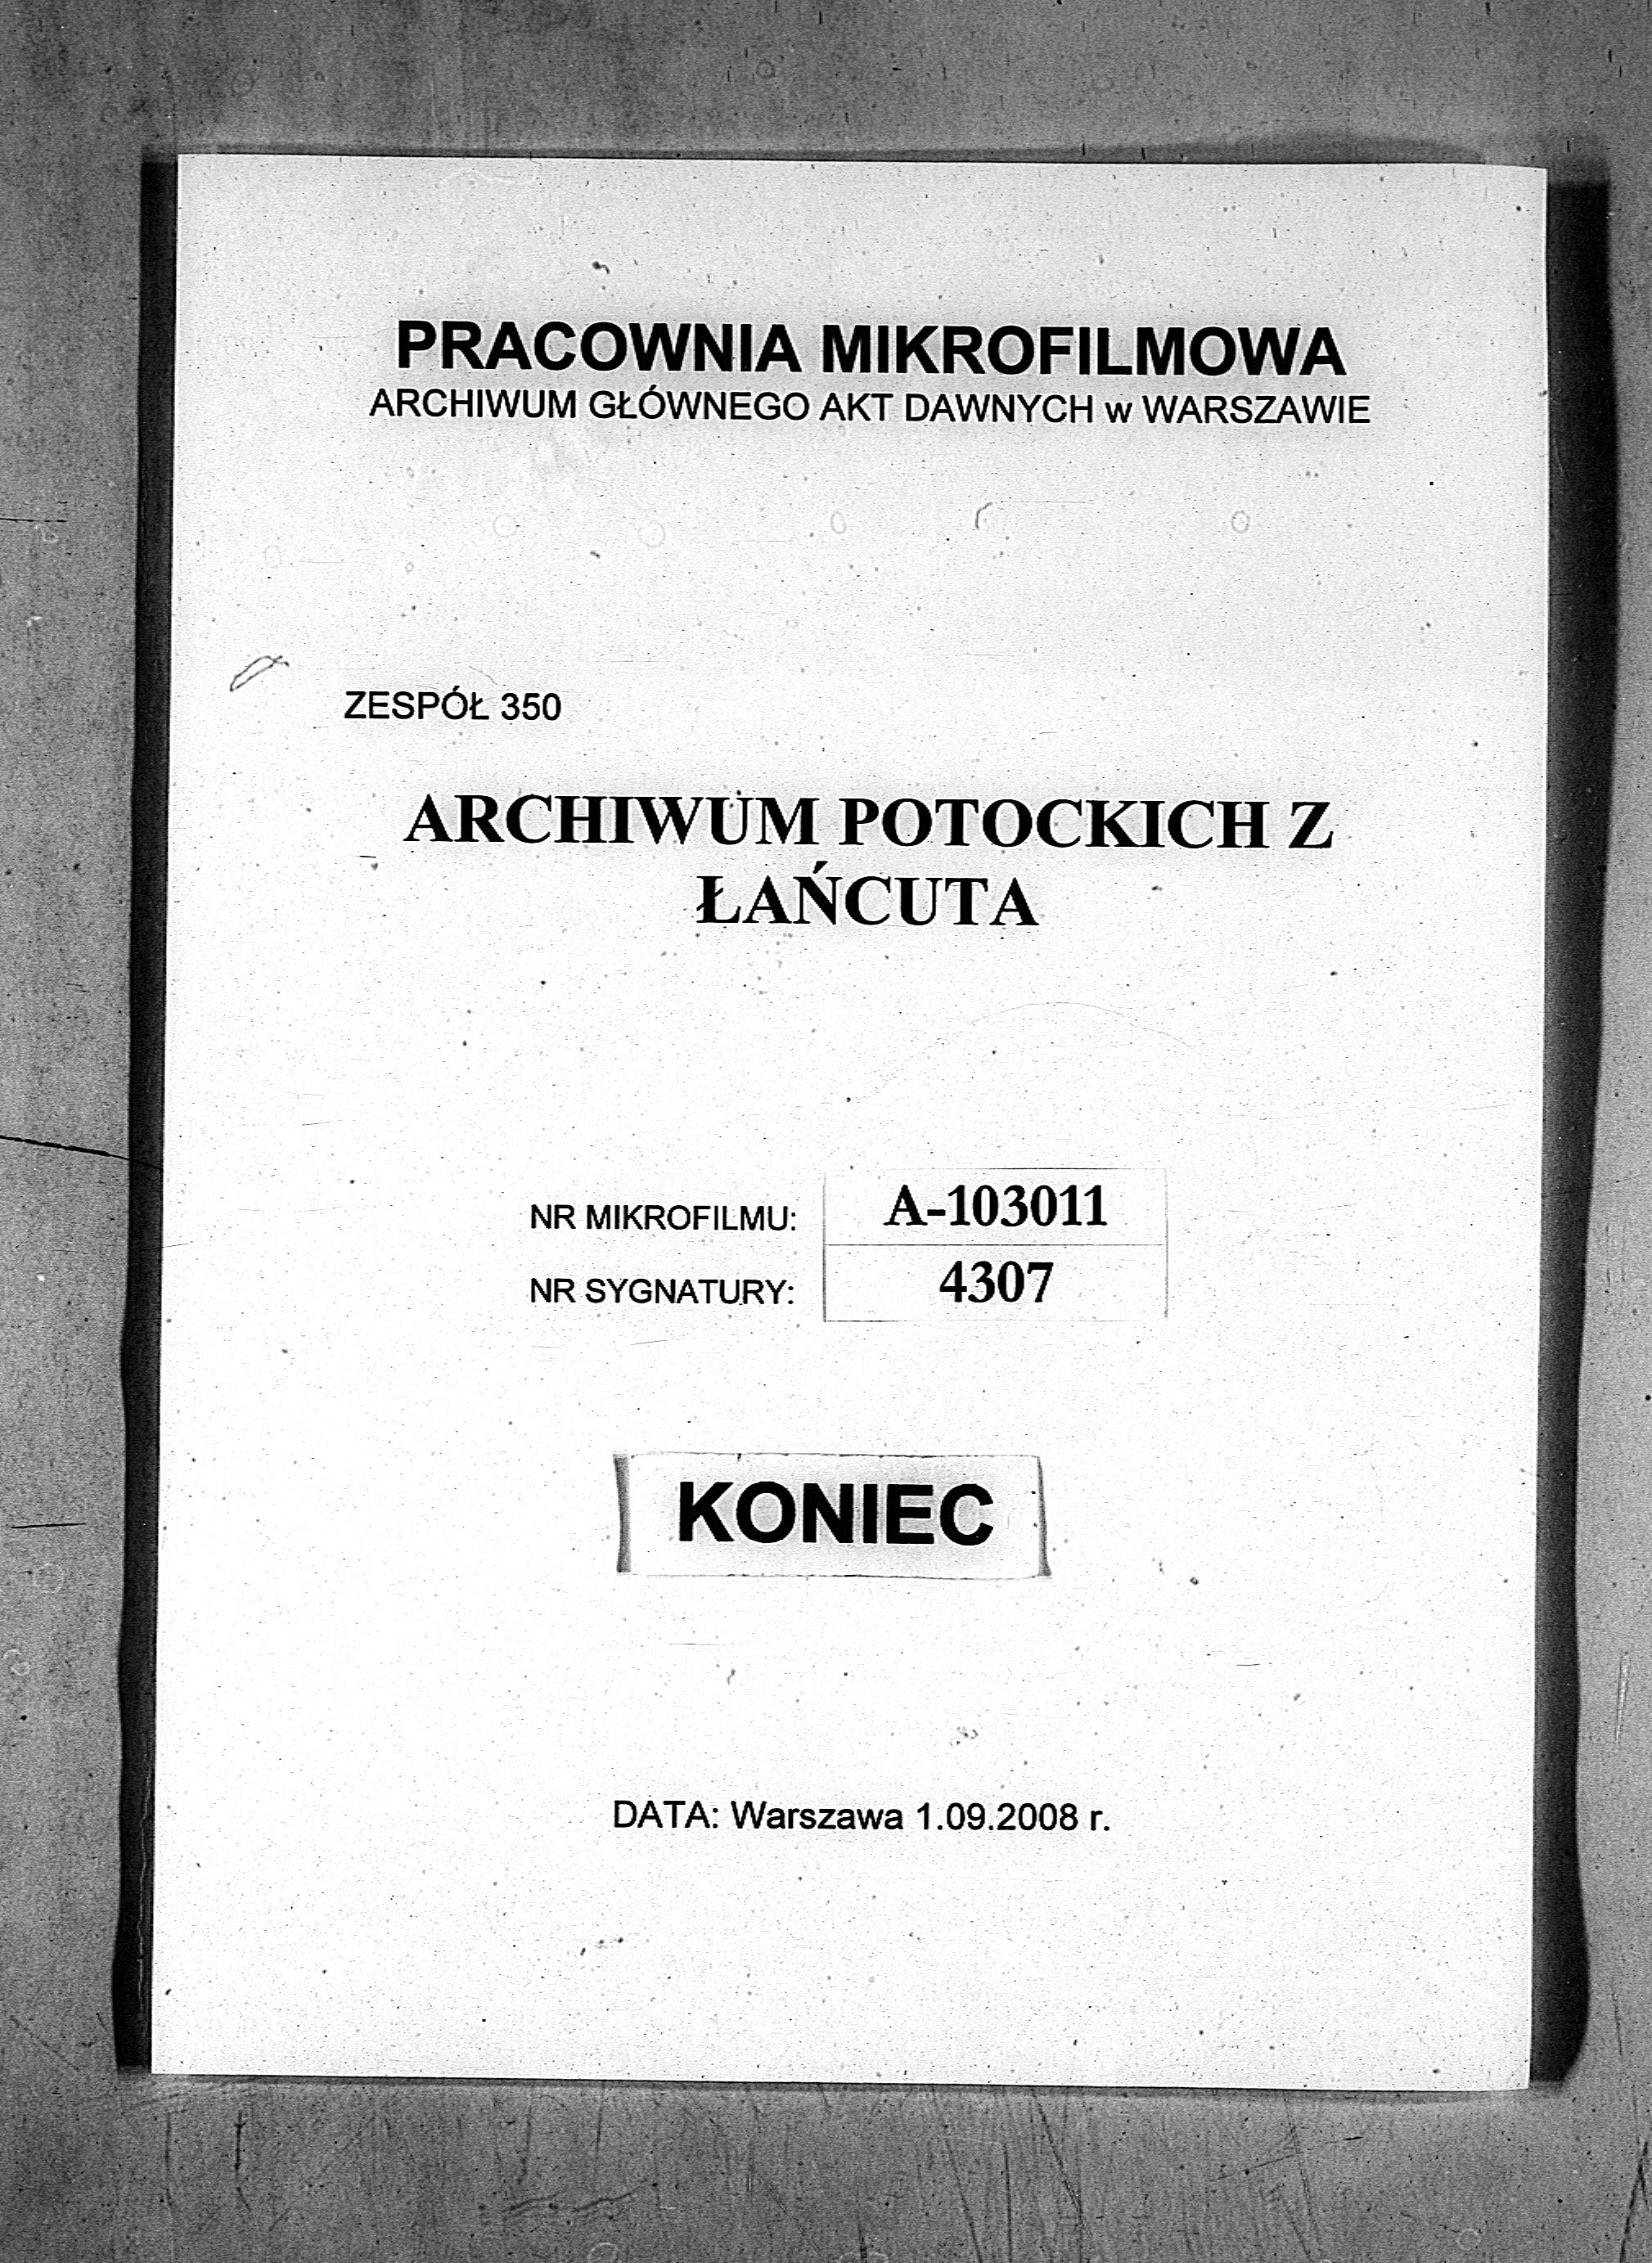 PRACOWNIA MIKROFILMOWA
ARCHIWUM GŁÓWNEGO AKT DAWNYCH w WARSZAWIE
ZESPÓŁ 350
ARCHIWUM POTOCKICH Z
ŁAŃCUTA
NR MIKROFILMU: A-103011
NR SYGNATURY: 4307
KONIEC
DATA: Warszawa 1.09.2008 r.